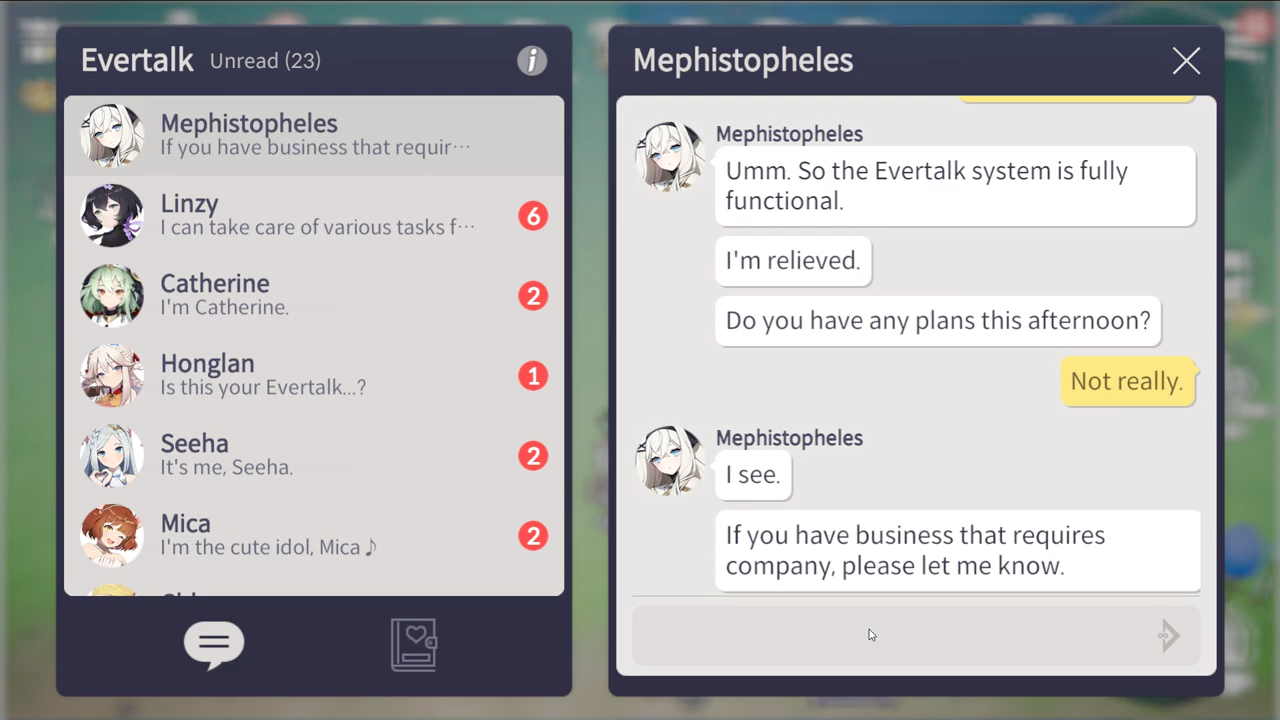 Evertalk Unread (23)
Mephistopheles
If you have business that requir…
Linzy
I can take care of various tasks f…
6
Catherine
I'm Catherine.
2
Honglan
Is this your Evertalk...?
1
Seeha
It's me, Seeha.
2
Mica
I'm the cute idol, Mica♪
2
Mephistopheles
Mephistopheles
Umm. So the Evertalk system is fully
functional.
I'm relieved.
Do you have any plans this afternoon?
Not really.
Mephistopheles
I see.
If you have business that requires
company, please let me know.